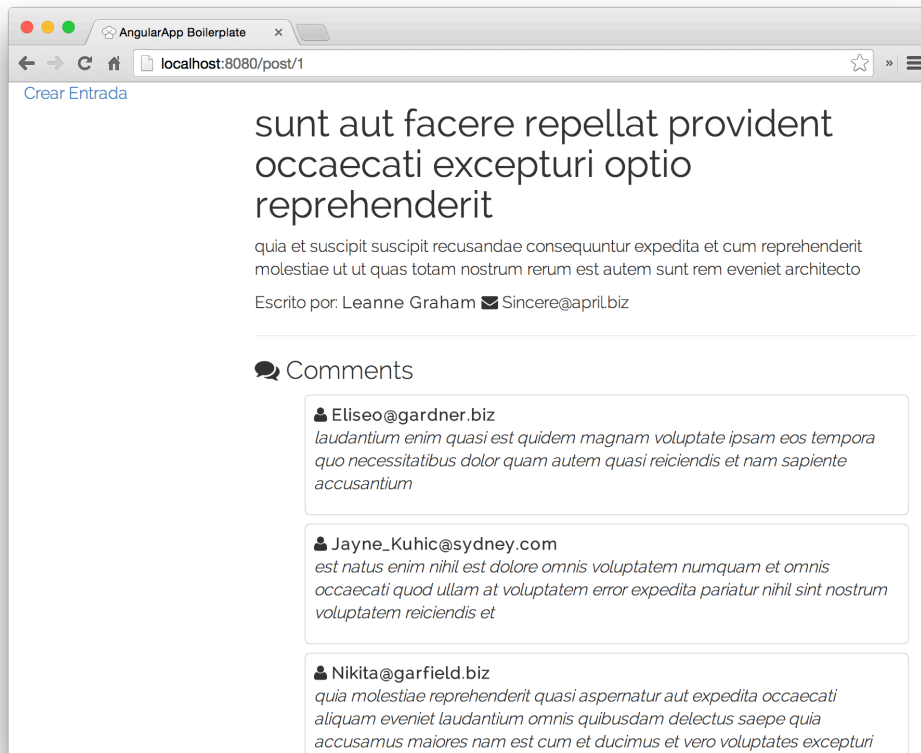 AngularApp Boilerplate
localhost:8080/post/1
Crear Entrada
sunt aut facere repellat provident
occaecati excepturi optio
reprehenderit
quia et suscipit suscipit recusandae consequuntur expedita et cum reprehenderit
molestiae ut ut quas totam nostrum rerum est autem sunt rem eveniet architecto
Escrito por: Leanne Graham Sincere@april.biz
Comments
Eliseo@gardner.biz
laudantium enim quasi est quidem magnam voluptate ipsam eos tempora
quo necessitatibus dolor quam autem quasi reiciendis et nam sapiente
accusantium
Jayne_Kuhic@sydney.com
est natus enim nihil est dolore omnis voluptatem numquam et omnis
occaecati quod ullam at voluptatem error expedita pariatur nihil sint nostrum
voluptatem reiciendis et
Nikita@garfield.biz
quia molestiae reprehenderit quasi aspernatur aut expedita occaecati
aliquam eveniet laudantium omnis quibusdam delectus saepe quia
accusamus maiores nam est cum et ducimus et vero voluptates excepturi